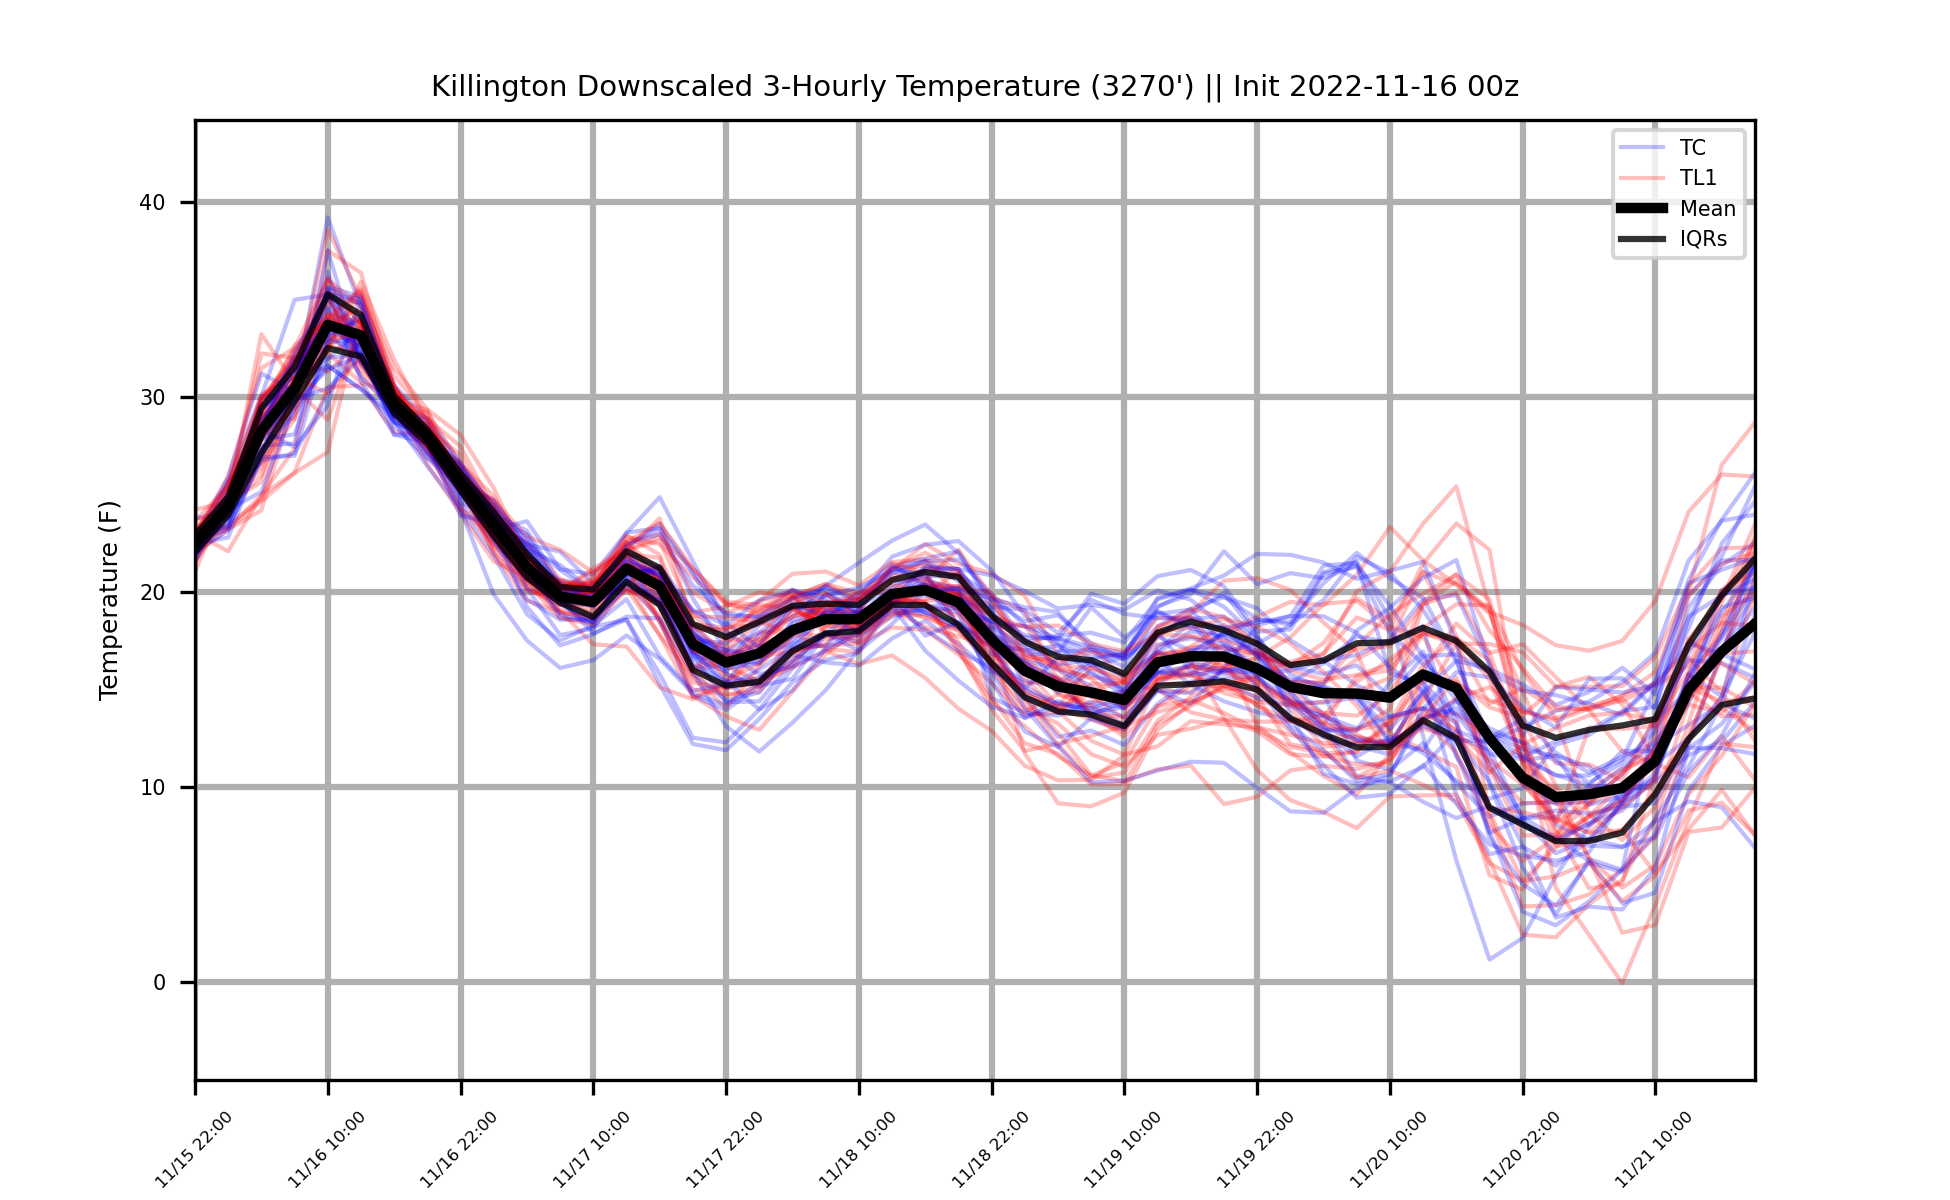 Killington Downscaled 3-Hourly Temperature (3270') || Init 2022-11-16 00z
TC
TL1
Mean
IQRs
Temperature (F)
40
30
20
10
0
11/15 22:00
11/16 10:00
11/16 22:00
11/17 10:00
11/17 22:00
11/18 10:00
11/18 22:00
11/19 10:00
11/19 22:00
11/20 10:00
11/20 22:00
11/21 10:00